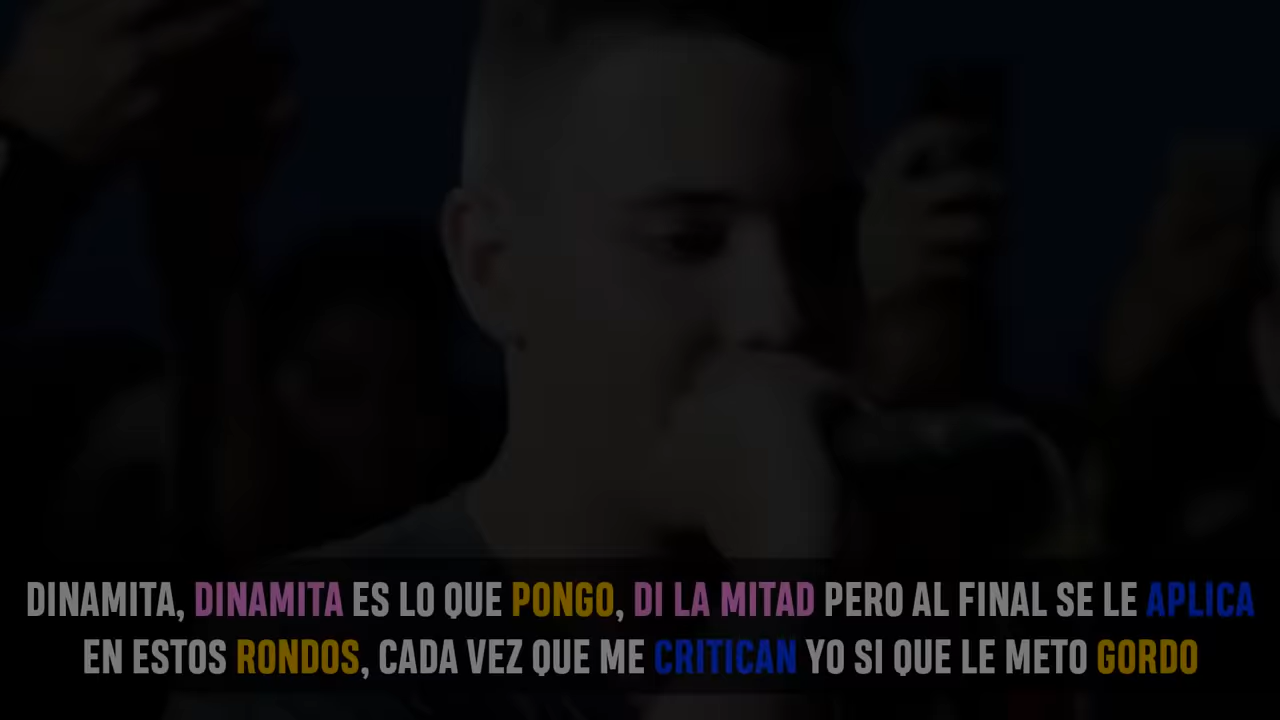 DINAMITA, DINAMITA ES LO QUE PONGO, DI LA MITAD PERO AL FINAL SE LE APLICA
EN ESTOS RONDOS, CADA VEZ QUE ME CRITICAN YO SI QUE LE METO GORDO